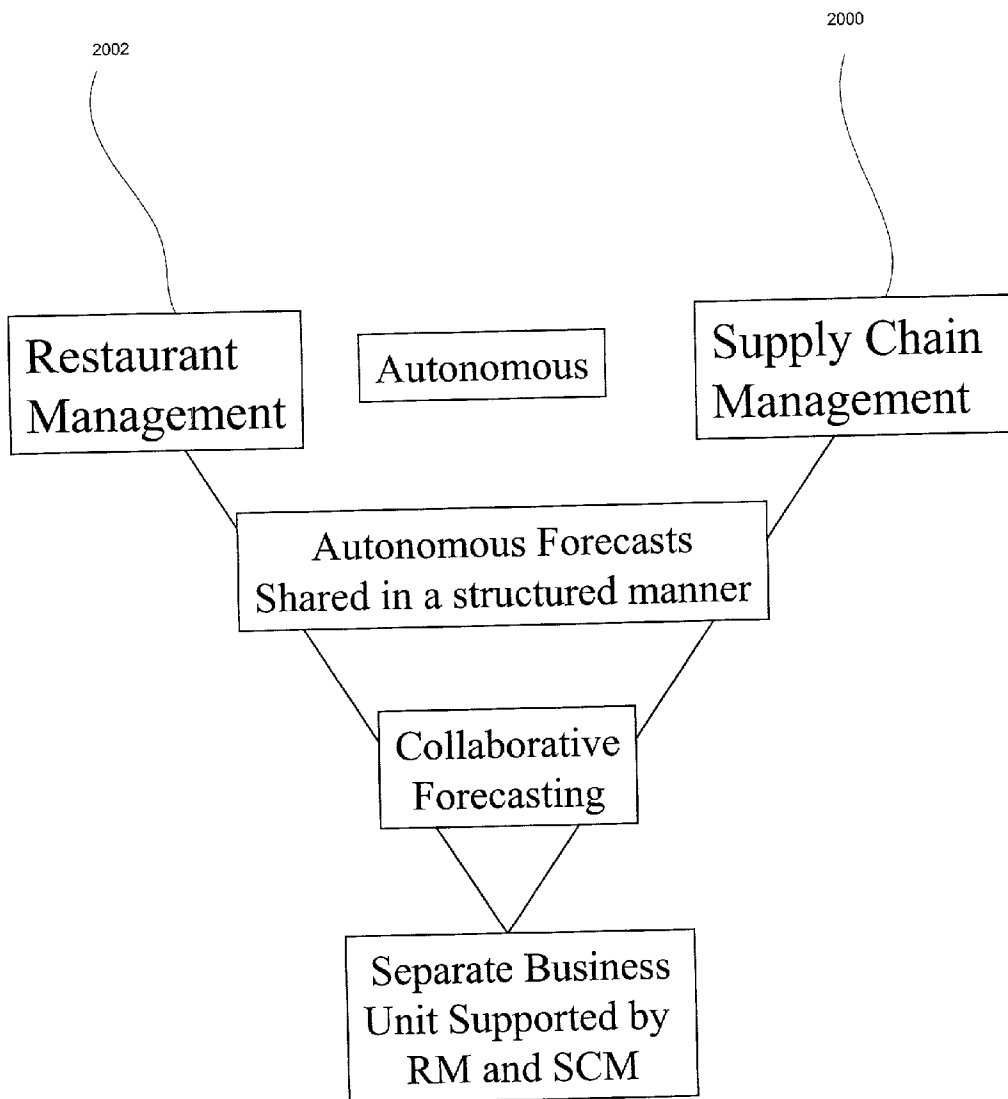 2002
2000
Restaurant
Management
Autonomous
Supply Chain
Management
Autonomous Forecasts
Shared in a structured manner
Collaborative
Forecasting
Separate Business
Unit Supported by
RM and SCM